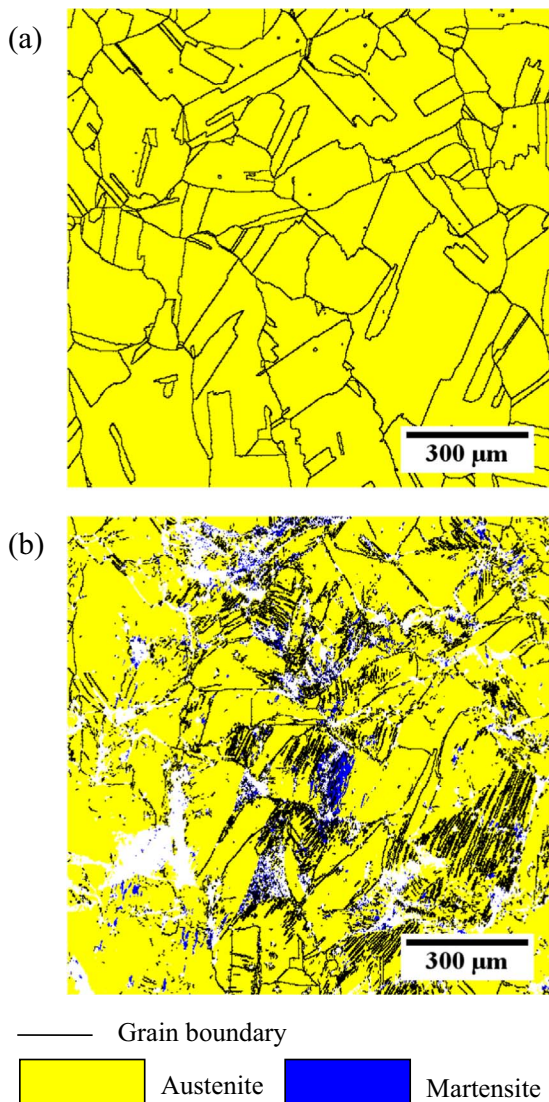 (a)
300 μm
(b)
300 μm
Grain boundary
Austenite
Martensite